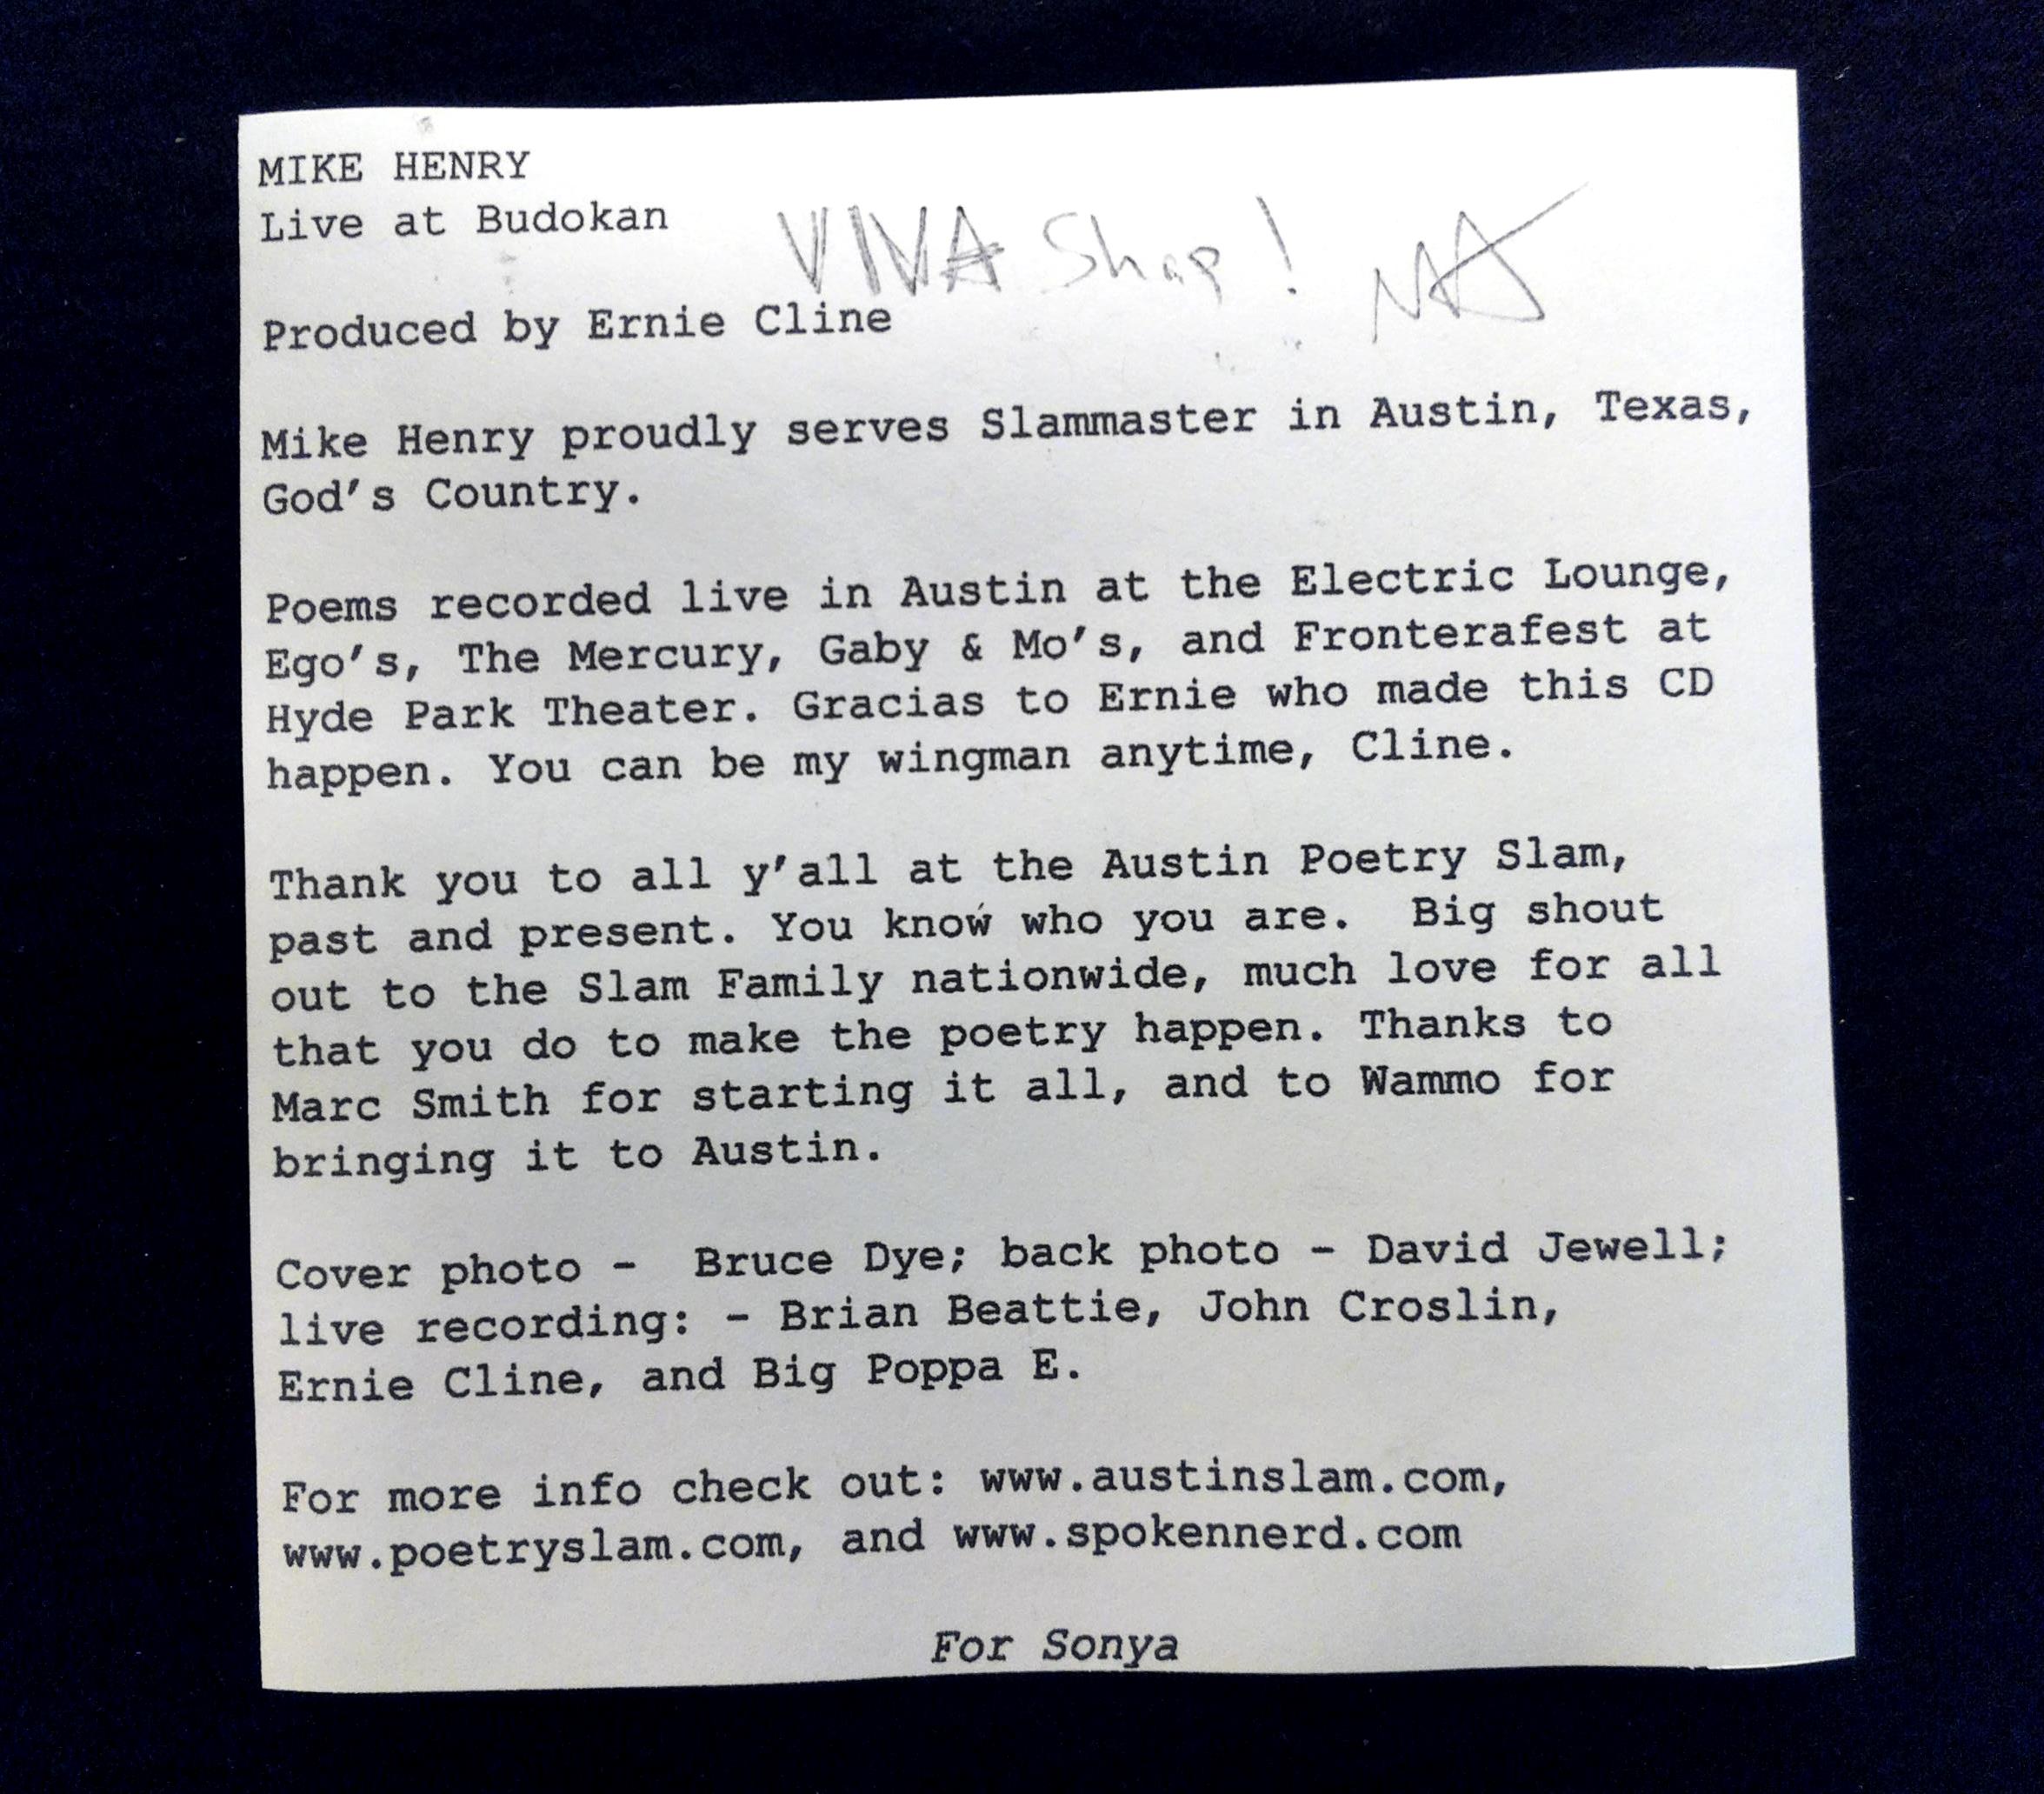 MIKE HENRY
Live at Budokan
VIVA Shap!
Produced by Ernie Cline
Mike Henry proudly serves Slammaster in Austin, Texas,
God's Country.
Poems recorded live in Austin at the Electric Lounge,
Ego's, The Mercury, Gaby & Mo's, and Fronterafest at
Hyde Park Theater. Gracias to Ernie who made this CD
happen. You can be my wingman anytime, Cline.
Thank you to all y'all at the Austin Poetry Slam,
past and present. You know who you are.  Big shout
out to the Slam Family nationwide, much love for all
that you do to make the poetry happen. Thanks to
Marc Smith for starting it all, and to Wammo for
bringing it to Austin.
Cover photo -  Bruce Dye; back photo - David Jewell;
live recording: - Brian Beattie, John Croslin,
Ernie Cline, and Big Poppa E.
For more info check out: www.austinslam.com,
www.poetryslam.com, and www.spokennerd.com
For Sonya